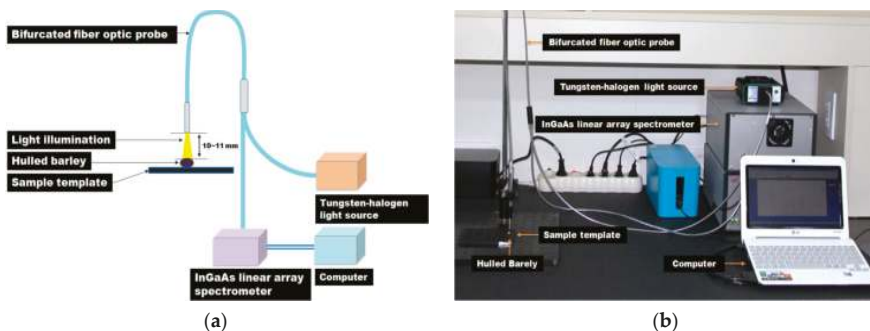 Bifurcated fiber optic probe
Light illumination
10~11 mm
Hulled barley
Sample template
Tungsten-halogen
light source
InGaAs linear array
spectrometer
Computer
(a)
Bifurcated fiber optic probe
Tungsten-halogen light source
InGaAs linear array spectrometer
Sample template
Hulled Barely
Computer
(b)